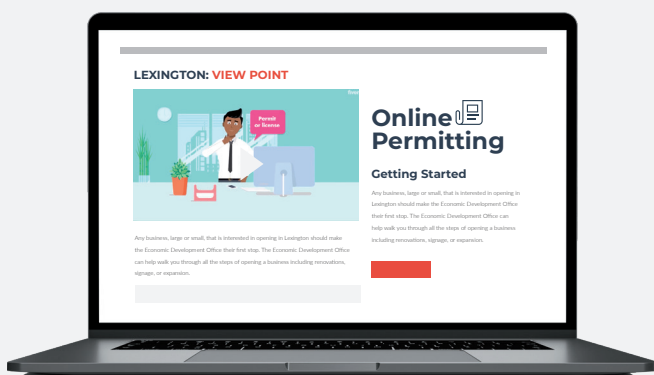 LEXINGTON: VIEW POINT
Permit
or license
Any business, large or small, that is interested in opening in Lexington should make
the Economic Development Office their first stop. The Economic Development Office
can help walk you through all the steps of opening a business including renovations,
signage, or expansion.
Online
Permitting
Getting Started
Any business, large or small, that is interested in opening in
Lexington should make the Economic Development Office
their first stop. The Economic Development Office can
help walk you through all the steps of opening a business
including renovations, signage, or expansion.